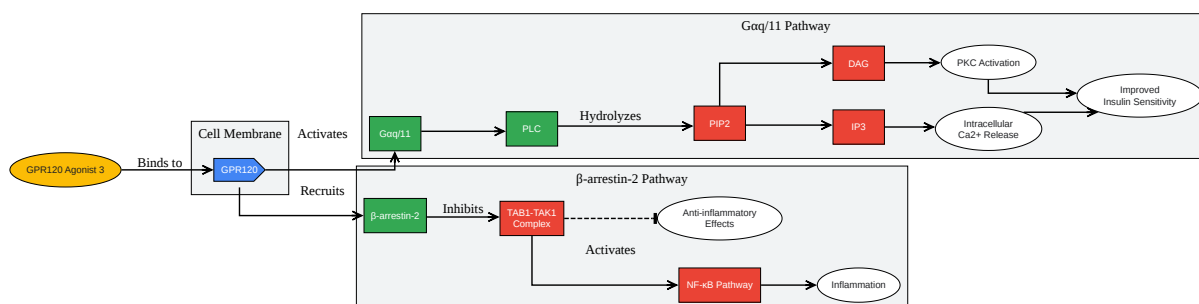 Gαq/11 Pathway
DAG
PKC Activation
Improved
Insulin Sensitivity
Cell Membrane
Activates
Gαq/11
PLC
Hydrolyzes
PIP2
IP3
Intracellular
Ca2+ Release
GPR120 Agonist 3
Binds to
GPR120
Recruits
β-arrestin-2 Pathway
β-arrestin-2
Inhibits
TAB1-TAK1
Complex
Anti-inflammatory
Effects
Activates
NF-κB Pathway
Inflammation